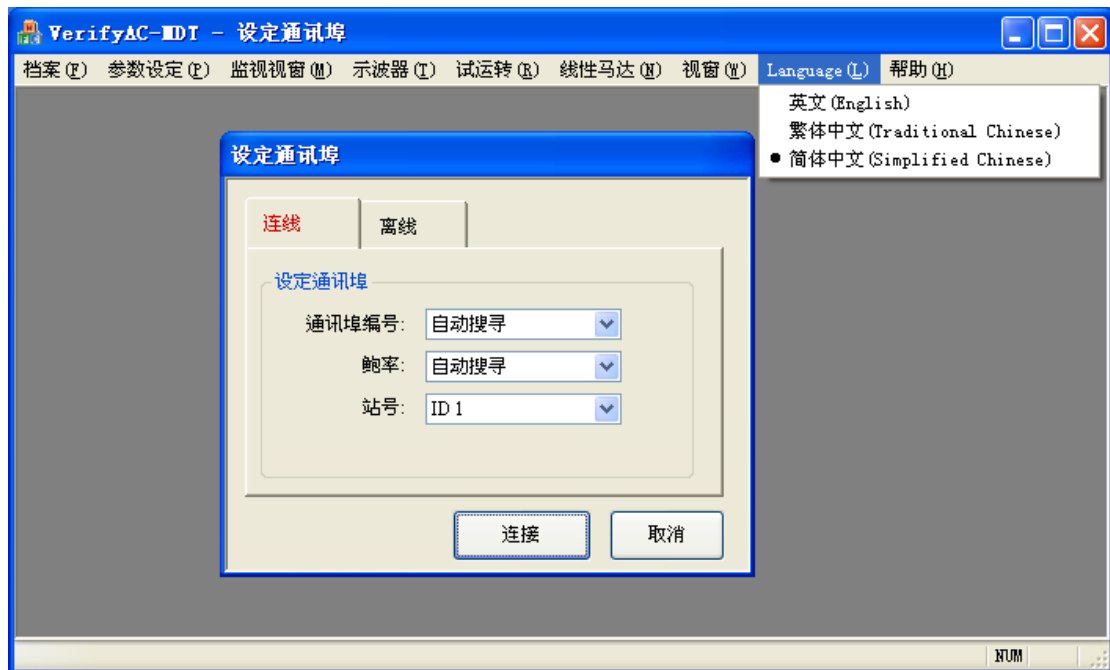 VerifyAC-MDT - 设定通讯埠
档案(F) 参数设定(P) 监视视窗(M) 示波器(T) 试运转(R) 线性马达(N) 视窗(W) Language(L) 帮助(H)
英文(English)
繁体中文(Traditional Chinese)
简体中文(Simplified Chinese)
设定通讯埠
连线 离线
设定通讯埠
通讯埠编号: 自动搜寻
鲍率: 自动搜寻
站号: ID 1
连接 取消
NUM